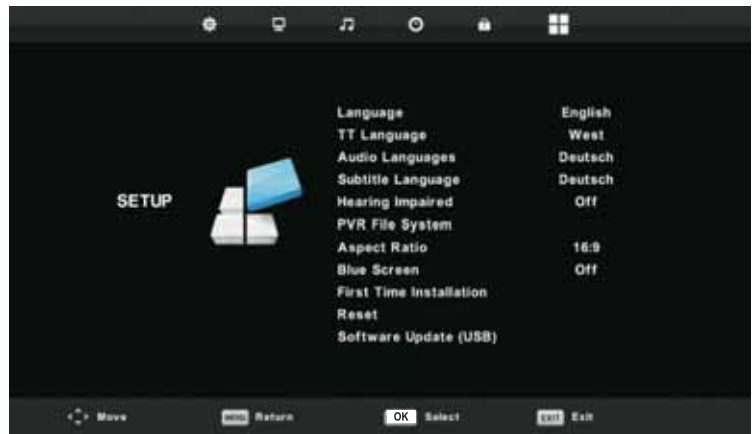 Language English
TT Language West
Audio Languages Deutsch
Subtitle Language Deutsch
SETUP
Hearing Impaired Off
PVR File System
Aspect Ratio 16:9
Blue Screen Off
First Time Installation
Reset
Software Update (USB)
Move MENU Return OK Select EXIT Exit